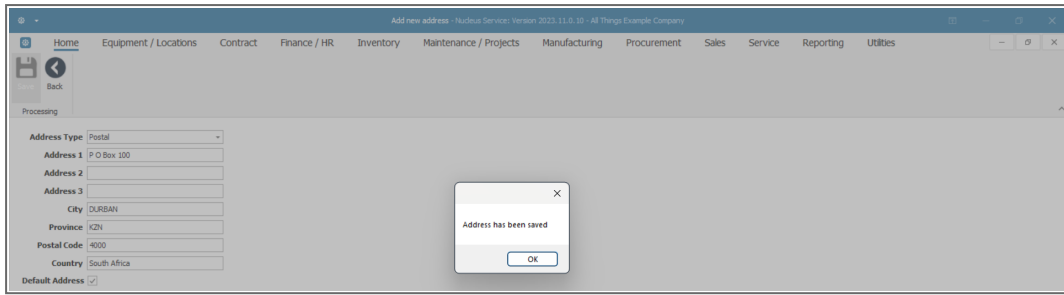 Add new address - Nucleus Service: Version 2023.11.0.10 - All Things Example Company
Home Equipment / Locations Contract Finance / HR Inventory Maintenance / Projects Manufacturing Procurement Sales Service Reporting Utilities
Save Back
Processing
Address Type Postal
Address 1 P O Box 100
Address 2
Address 3
City DURBAN
Province KZN
Postal Code 4000
Country South Africa
Default Address
Address has been saved
OK